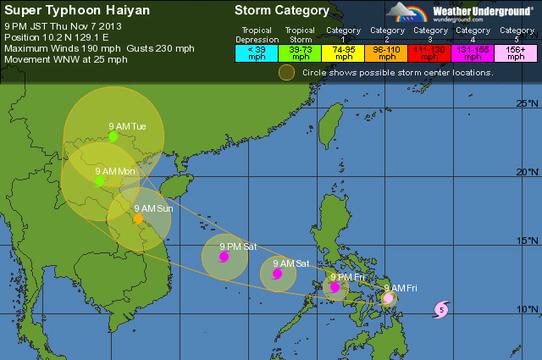 Super Typhoon Haiyan
9 PM JST Thu Nov 7 2013
Position 10.2 N 129.1 E
Maximum Winds 190 mph Gusts 230 mph
Movement WNW at 25 mph
Storm Category
Weather Underground®
wunderground.com
Tropical Depression
Tropical Storm
Category 1
Category 2
Category 3
Category 4
Category 5
< 39 mph
39-73 mph
74-95 mph
96-110 mph
111-130 mph
131-155 mph
156+ mph
Circle shows possible storm center locations.
25°N
9 AM Tue
20°N
9 AM Mon
9 AM Sun
15°N
9 PM Sat
9 AM Sat
9 PM Fri
9 AM Fri
10°N
5